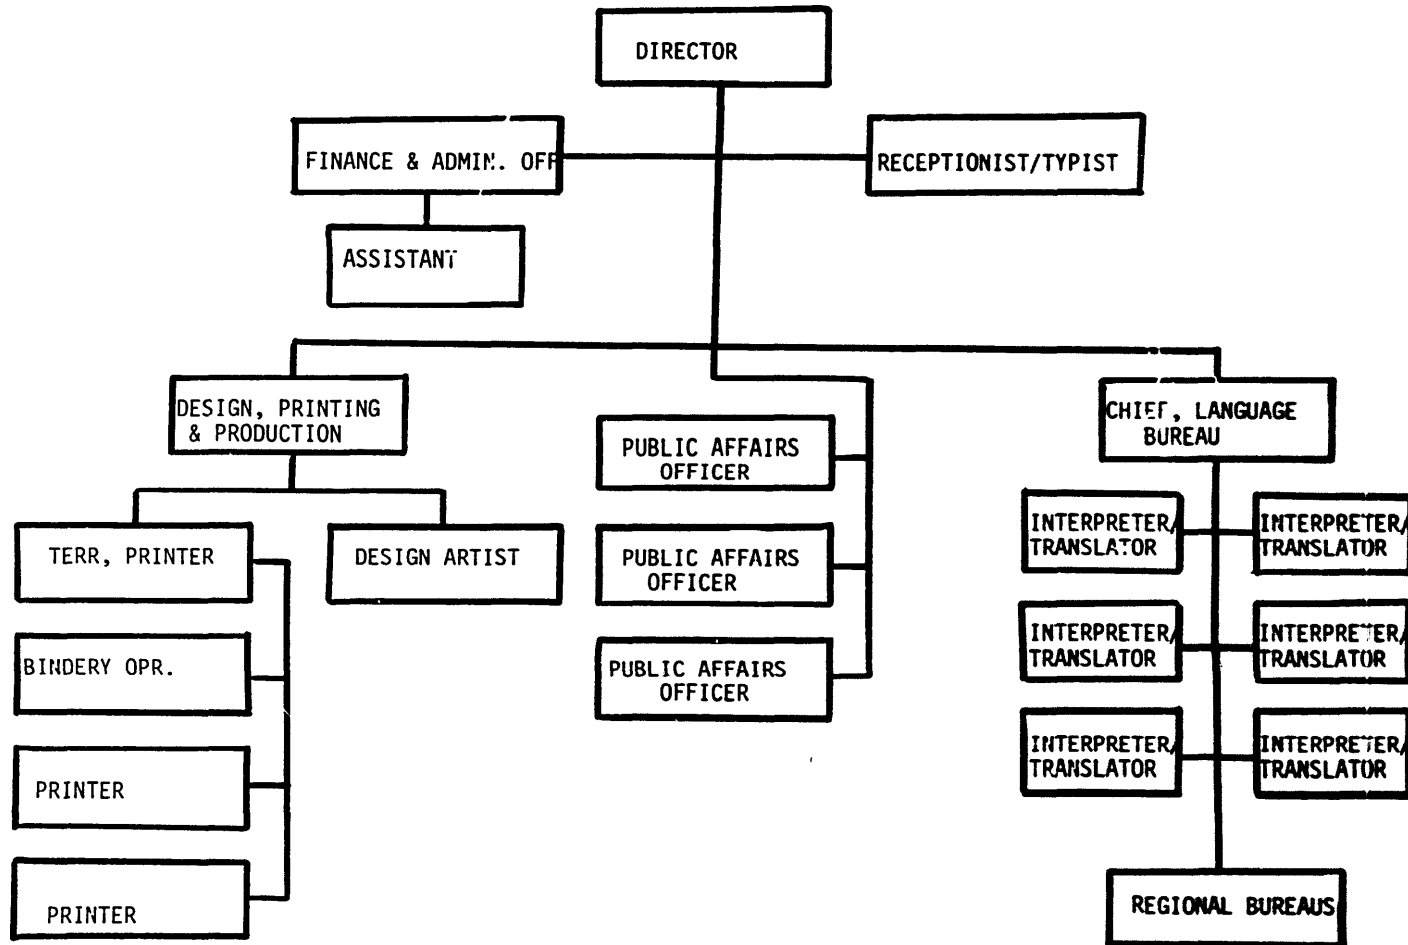 DIRECTOR
FINANCE & ADMIN. OFF
RECEPTIONIST/TYPIST
ASSISTANT
DESIGN, PRINTING
& PRODUCTION
PUBLIC AFFAIRS
OFFICER
CHIEF, LANGUAGE
BUREAU
TERR, PRINTER
DESIGN ARTIST
PUBLIC AFFAIRS
OFFICER
INTERPRETER/
TRANSLATOR
INTERPRETER/
TRANSLATOR
BINDERY OPR.
PUBLIC AFFAIRS
OFFICER
INTERPRETER/
TRANSLATOR
INTERPRETER/
TRANSLATOR
PRINTER
INTERPRETER/
TRANSLATOR
INTERPRETER/
TRANSLATOR
PRINTER
REGIONAL BUREAUS